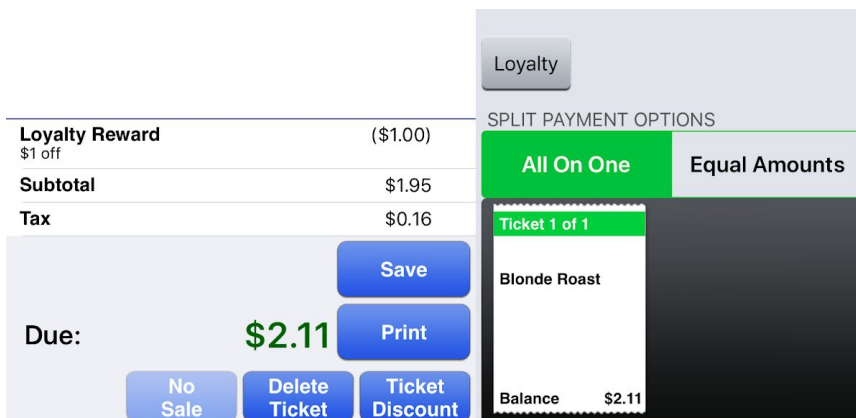 Loyalty Reward ($1.00)
$1 off
Subtotal $1.95
Tax $0.16
Save
Due: $2.11 Print
No Sale
Delete Ticket
Ticket Discount
Loyalty
SPLIT PAYMENT OPTIONS
All On One Equal Amounts
Ticket 1 of 1
Blonde Roast
Balance $2.11